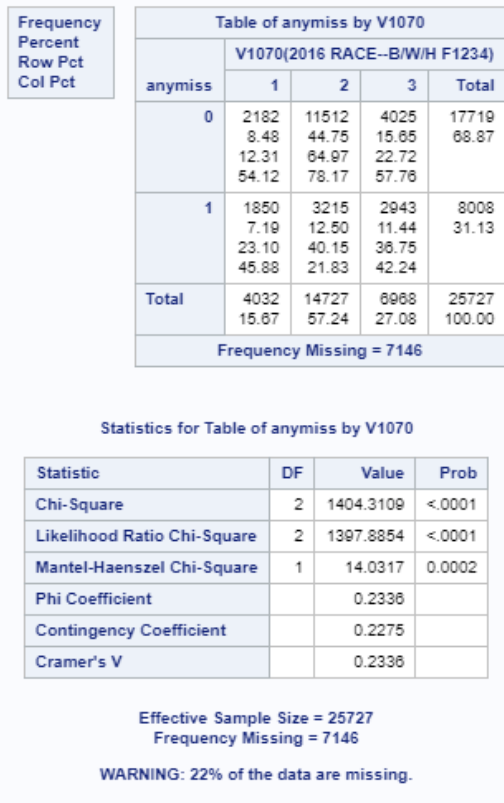 Frequency
Percent
Row Pct
Col Pct
Table of anymiss by V1070
V1070(2016 RACE--B/W/H F1234)
anymiss 1 2 3 Total
0 2182 11512 4025 17719
8.48 44.75 15.65 68.87
12.31 64.97 22.72
54.12 78.17 57.76
1 1850 3215 2943 8008
7.19 12.50 11.44 31.13
23.10 40.15 36.75
45.88 21.83 42.24
Total 4032 14727 6968 25727
15.67 57.24 27.08 100.00
Frequency Missing = 7146
Statistics for Table of anymiss by V1070
Statistic DF Value Prob
Chi-Square 2 1404.3109 <.0001
Likelihood Ratio Chi-Square 2 1397.8854 <.0001
Mantel-Haenszel Chi-Square 1 14.0317 0.0002
Phi Coefficient 0.2336
Contingency Coefficient 0.2275
Cramer's V 0.2336
Effective Sample Size = 25727
Frequency Missing = 7146
WARNING: 22% of the data are missing.